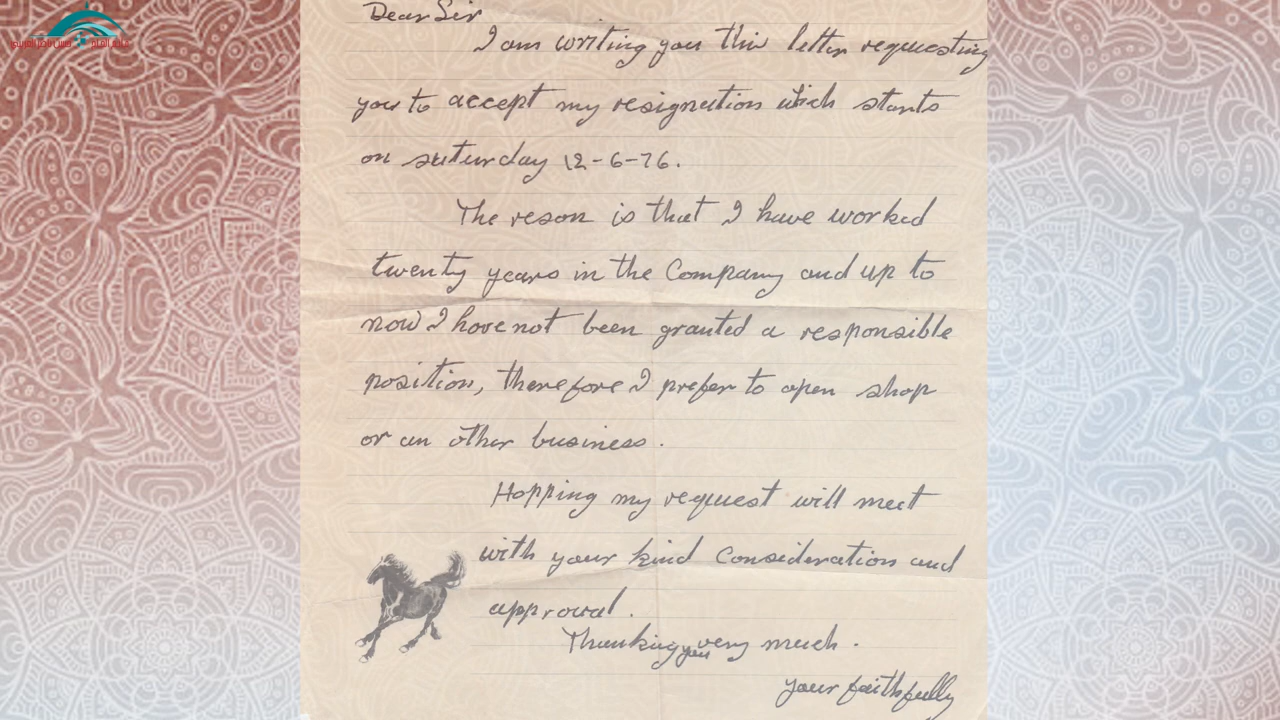 Dear Sir
I am writing you this letter requesting
you to accept my resignation which starts
on saturday 12-6-76.
The reson is that I have worked
twenty years in the Company and up to
now I have not been granted a responsible
position, therefore I prefer to open shop
or an other business.
Hopping my request will meet
with your kind Consideration and
approval.
Thanking you very much.
your faithfully